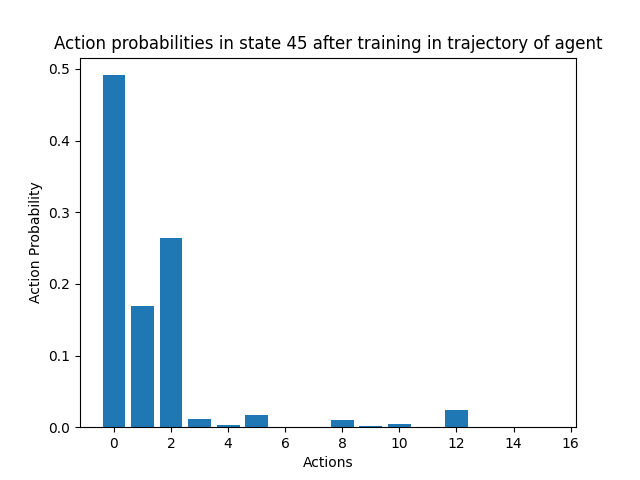 Action probabilities in state 45 after training in trajectory of agent
Action Probability
0.5
0.4
0.3
0.2
0.1
0.0
0 2 4 6 8 10 12 14 16
Actions